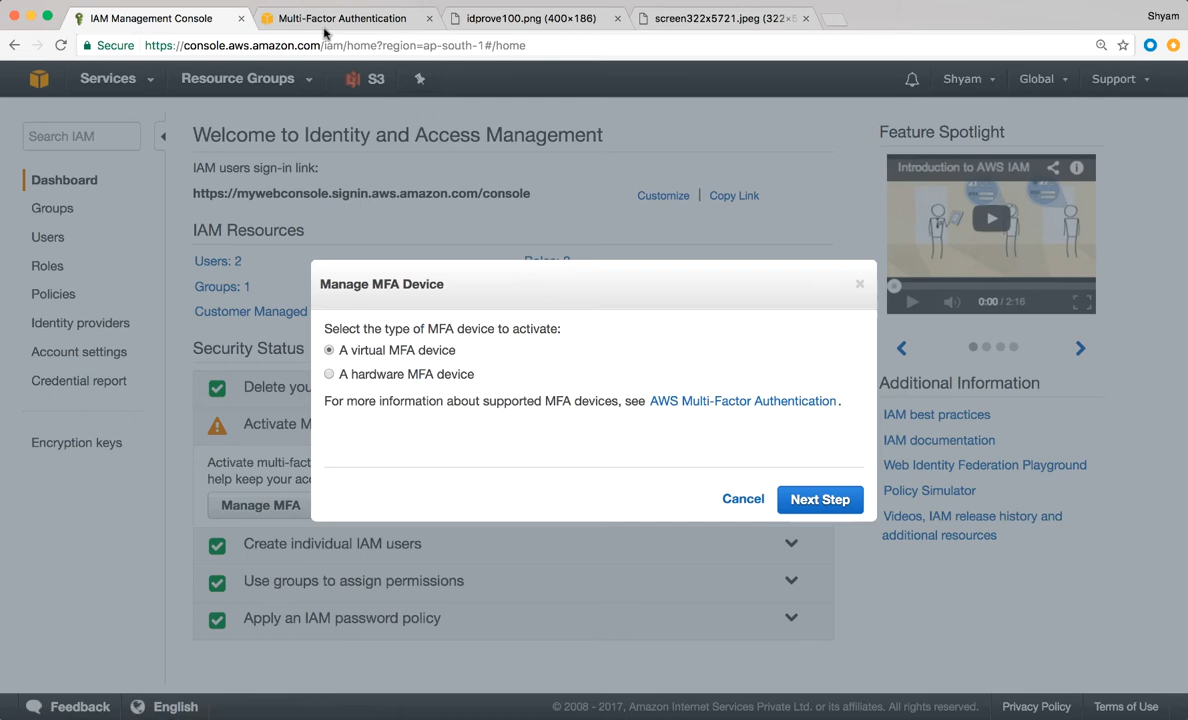 IAM Management Console
Multi-Factor Authentication
idprove100.png (400×186)
screen322x5721.jpeg (322×5
Shyam
Secure https://console.aws.amazon.com/iam/home?region=ap-south-1#/home
Services Resource Groups S3 Shyam Global Support
Search IAM
Dashboard
Groups
Users
Roles
Policies
Identity providers
Account settings
Credential report
Encryption keys
Welcome to Identity and Access Management
IAM users sign-in link:
https://mywebconsole.signin.aws.amazon.com/console Customize | Copy Link
IAM Resources
Users: 2
Groups: 1
Customer Managed
Security Status
Delete you
Activate M
Activate multi-fact
help keep your acc
Manage MFA
Create individual IAM users
Use groups to assign permissions
Apply an IAM password policy
Manage MFA Device
Select the type of MFA device to activate:
A virtual MFA device
A hardware MFA device
For more information about supported MFA devices, see AWS Multi-Factor Authentication.
Cancel Next Step
Feature Spotlight
Introduction to AWS IAM
0:00 / 2:16
Additional Information
IAM best practices
IAM documentation
Web Identity Federation Playground
Policy Simulator
Videos, IAM release history and
additional resources
Feedback English © 2008 - 2017, Amazon Internet Services Private Ltd. or its affiliates. All rights reserved. Privacy Policy Terms of Use